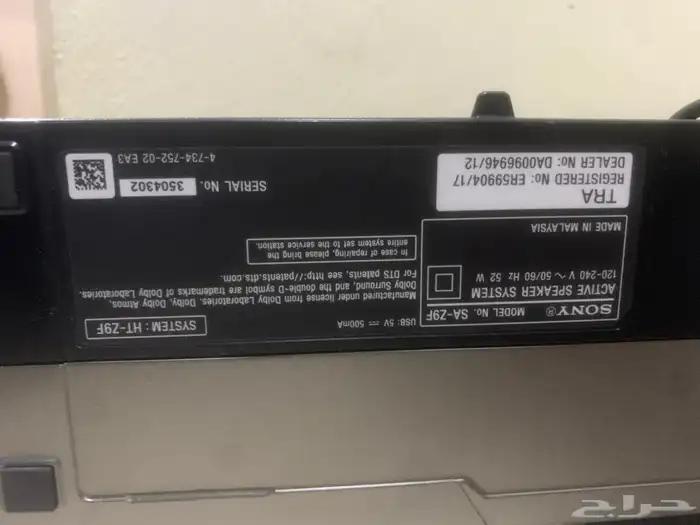 SONY®
MODEL No. SA-Z9F
ACTIVE SPEAKER SYSTEM
120-240 V ~ 50/60 Hz 52 W
MADE IN MALAYSIA
TRA
REGISTERED No: ER59904/17
DEALER No: DA0096946/12
USB: 5V ⎓ 500mA
SYSTEM : HT-Z9F
Manufactured under license from Dolby Laboratories. Dolby, Dolby Atmos,
Dolby Surround and the double-D symbol are trademarks of Dolby Laboratories.
For DTS patents, see http://patents.dts.com.
In case of repairing, please bring the
entire system to the set to the service station.
SERIAL No. 3504302
4-734-752-02 EA3
حراج